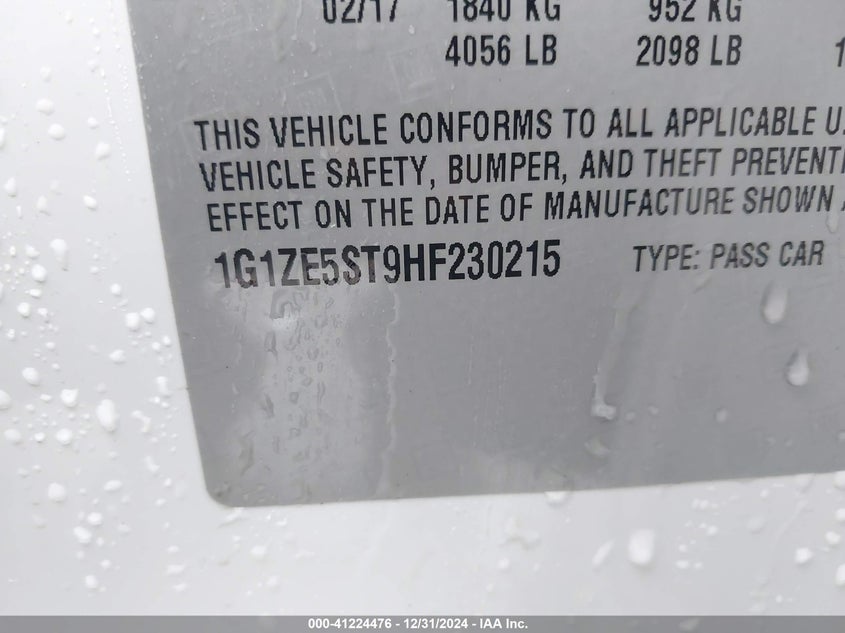 02/17 1840 KG 952 KG
4056 LB 2098 LB 1
THIS VEHICLE CONFORMS TO ALL APPLICABLE U.
VEHICLE SAFETY, BUMPER, AND THEFT PREVENTI
EFFECT ON THE DATE OF MANUFACTURE SHOWN A
1G1ZE5ST9HF230215 TYPE: PASS CAR
000-41224476 - 12/31/2024 - IAA Inc.